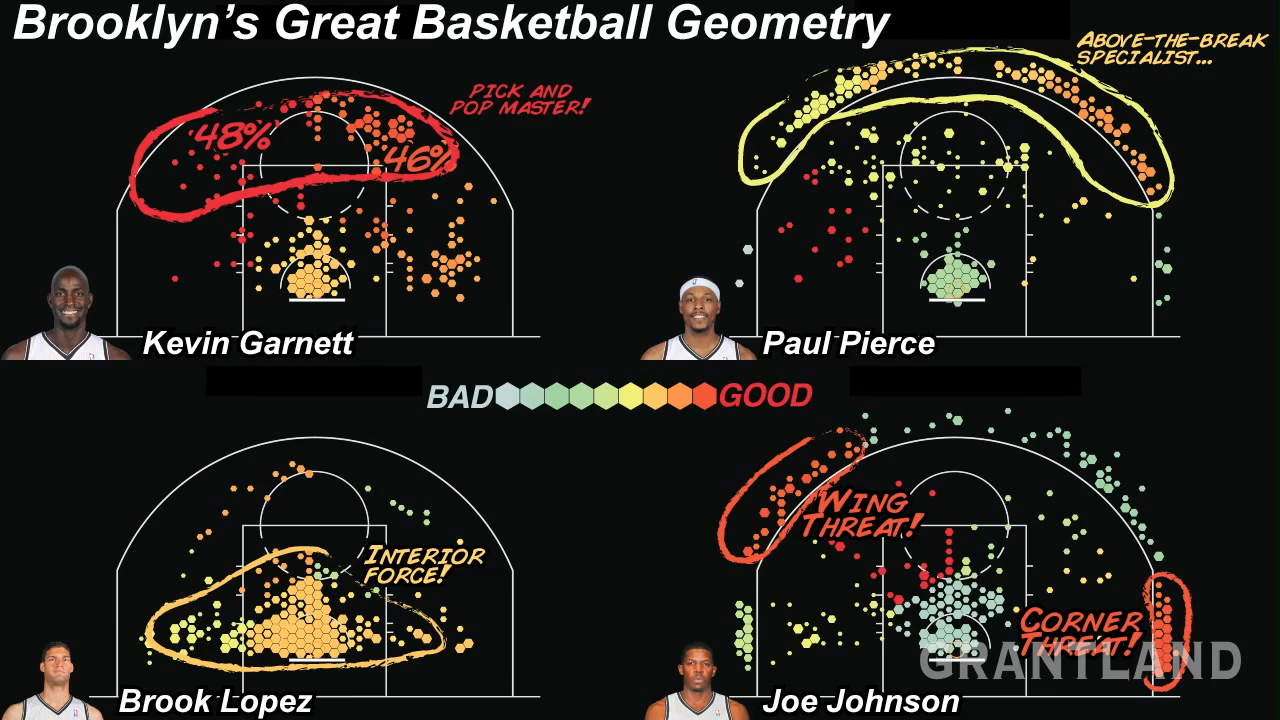 Brooklyn's Great Basketball Geometry
ABOVE-THE-BREAK
SPECIALIST...
PICK AND
POP MASTER!
48%
46%
Kevin Garnett
Paul Pierce
BAD
GOOD
WING
THREAT!
INTERIOR
FORCE!
CORNER
THREAT!
GRANTLAND
Brook Lopez
Joe Johnson